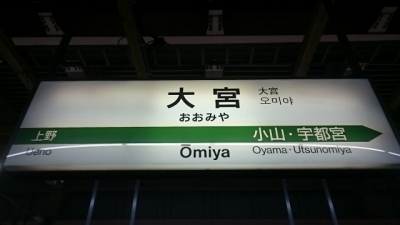 大宮
おおみや
大宮
오미야
上野
小山・宇都宮
Ueno
Ōmiya
Oyama・Utsunomiya